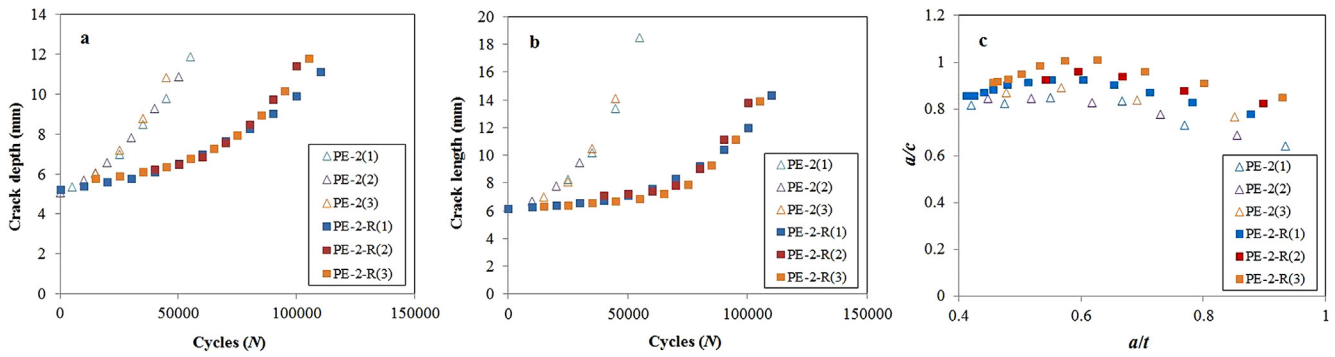 a
14
12
10
8
6
4
2
0
0
50000
100000
150000
Crack depth (mm)
Cycles (N)
PE-2(1)
PE-2(2)
PE-2(3)
PE-2-R(1)
PE-2-R(2)
PE-2-R(3)
b
20
18
16
14
12
10
8
6
4
2
0
0
50000
100000
150000
Crack length (mm)
Cycles (N)
PE-2(1)
PE-2(2)
PE-2(3)
PE-2-R(1)
PE-2-R(2)
PE-2-R(3)
c
1.2
1
0.8
0.6
0.4
0.2
0
0.4
0.6
0.8
1
a/c
a/t
PE-2(1)
PE-2(2)
PE-2(3)
PE-2-R(1)
PE-2-R(2)
PE-2-R(3)